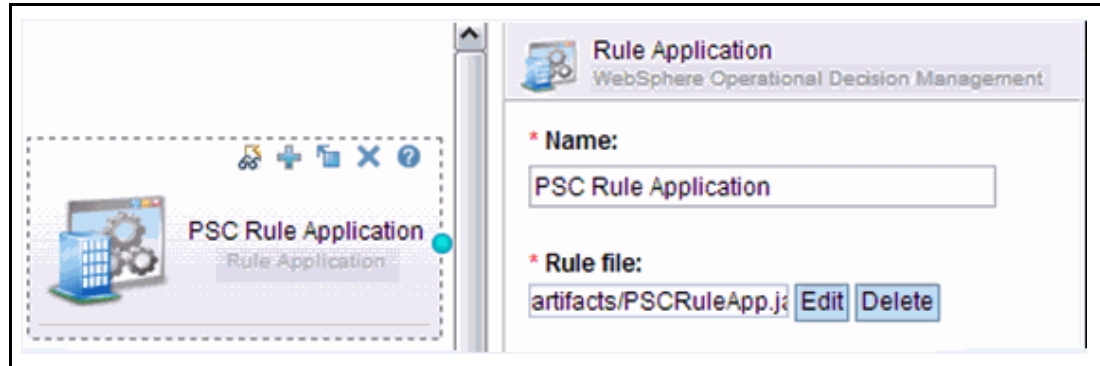 PSC Rule Application
Rule Application
Rule Application
WebSphere Operational Decision Management
* Name:
PSC Rule Application
* Rule file:
artifacts/PSCRuleApp.ja Edit Delete